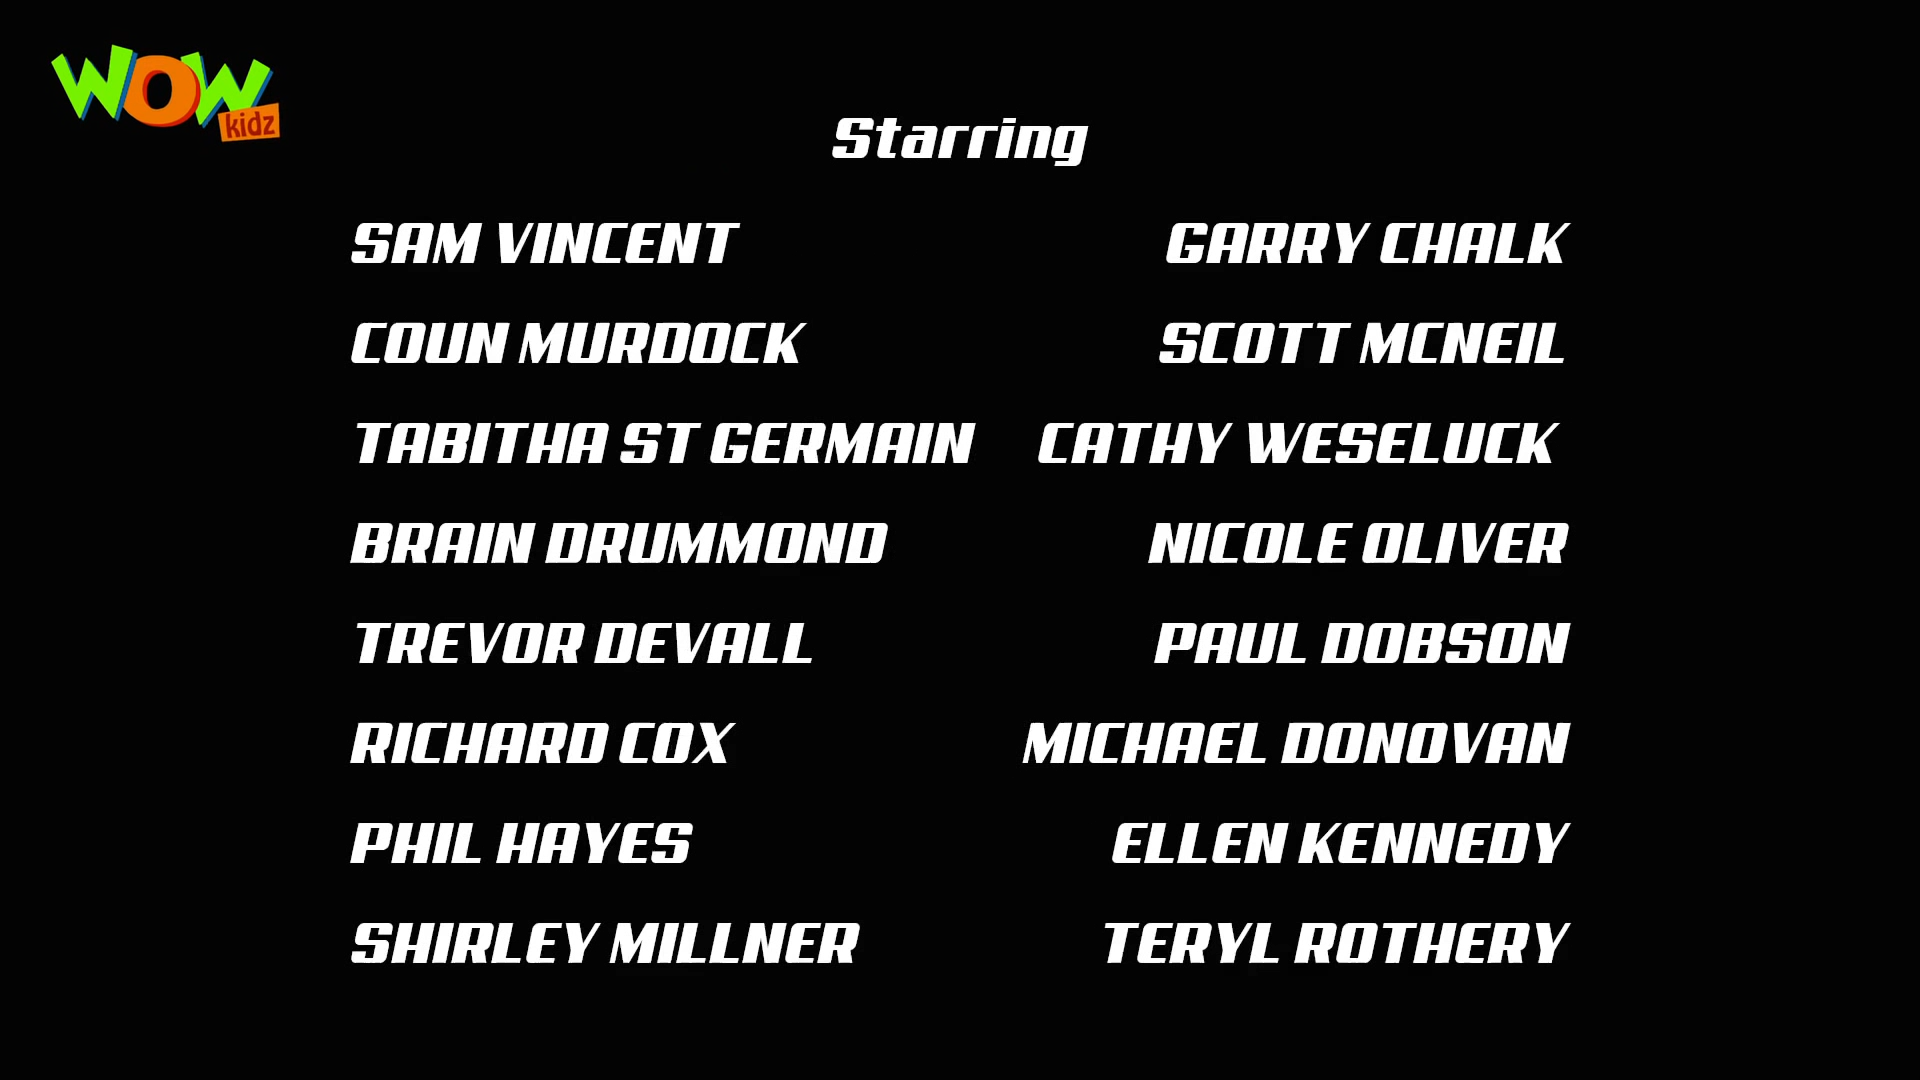 WOW
kidz
Starring
SAM VINCENT GARRY CHALK
COUN MURDOCK SCOTT MCNEIL
TABITHA ST GERMAIN CATHY WESELUCK
BRAIN DRUMMOND NICOLE OLIVER
TREVOR DEVALL PAUL DOBSON
RICHARD COX MICHAEL DONOVAN
PHIL HAYES ELLEN KENNEDY
SHIRLEY MILLNER TERYL ROTHERY